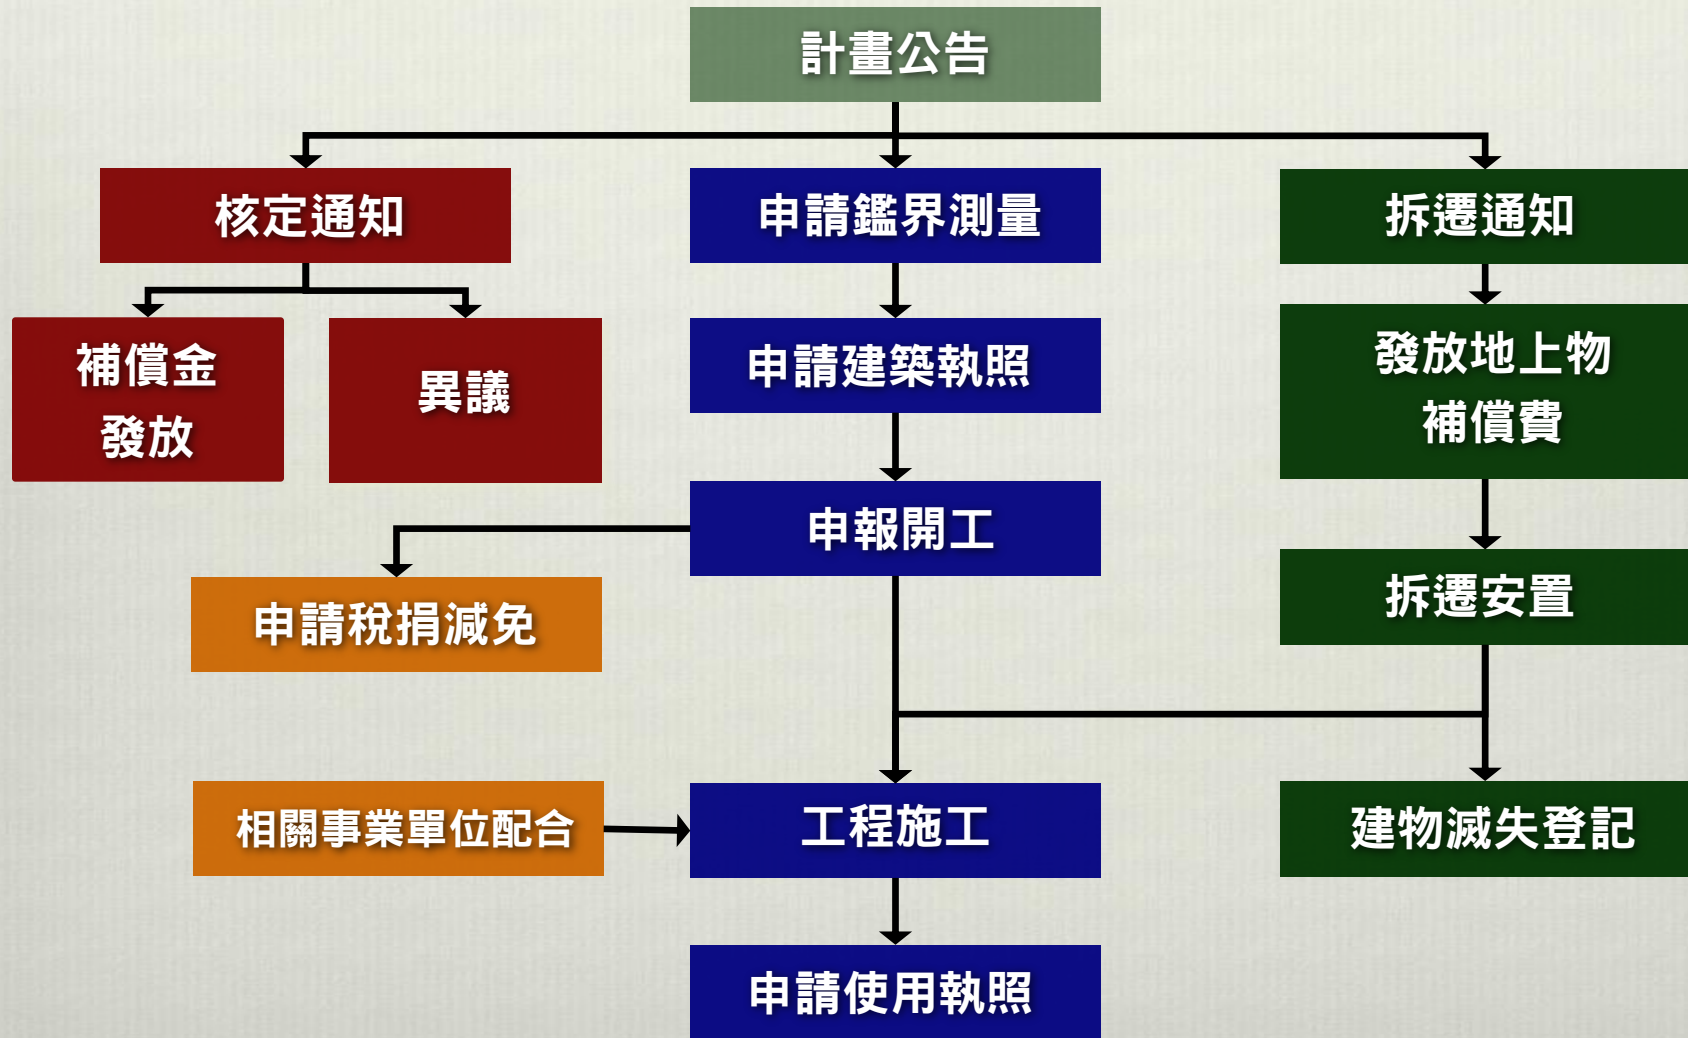 計畫公告
核定通知
申請鑑界測量
拆遷通知
補償金
發放
異議
申請建築執照
發放地上物
補償費
申報開工
申請稅捐減免
拆遷安置
相關事業單位配合
工程施工
建物滅失登記
申請使用執照